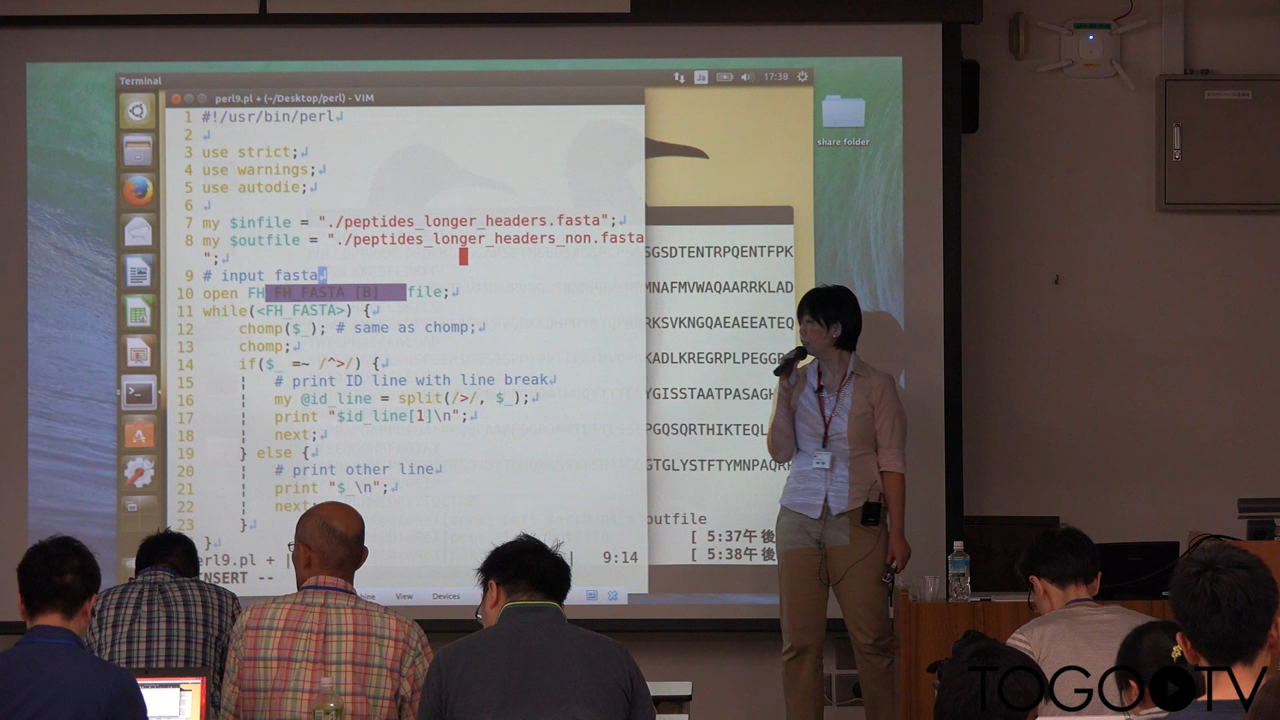 Terminal
Ja
17:38
perl9.pl + (~/Desktop/perl) - VIM
share folder
1 #!/usr/bin/perl
2
3 use strict;
4 use warnings;
5 use autodie;
6
7 my $infile = "./peptides_longer_headers.fasta";
8 my $outfile = "./peptides_longer_headers_non.fasta
";
9 # input fasta
10 open FH FH_FASTA [B] file;
11 while(<FH_FASTA>) {
12 chomp($_); # same as chomp;
13 chomp;
14 if($_ =~ /^>/) {
15 # print ID line with line break
16 my @id_line = split(/>/, $_);
17 print "$id_line[1]\n";
18 next;
19 } else {
20 # print other line
21 print "$_\n";
22 next
23 }
}
erl9.pl + | 9:14
NSERT --
SGSDTENTRPQENTFPK
MNAFMVWAQAARRKLAD
RKSVKNGQAEAEEATEQ
KADLKREGRPLPEGG
YGISSTAATPASAGH
PGQSQRTHIKTEQL
GTGLYSTFTYMNPAQR
outfile
[ 5:37午後
[ 5:38午後
View Devices
TOGOTV